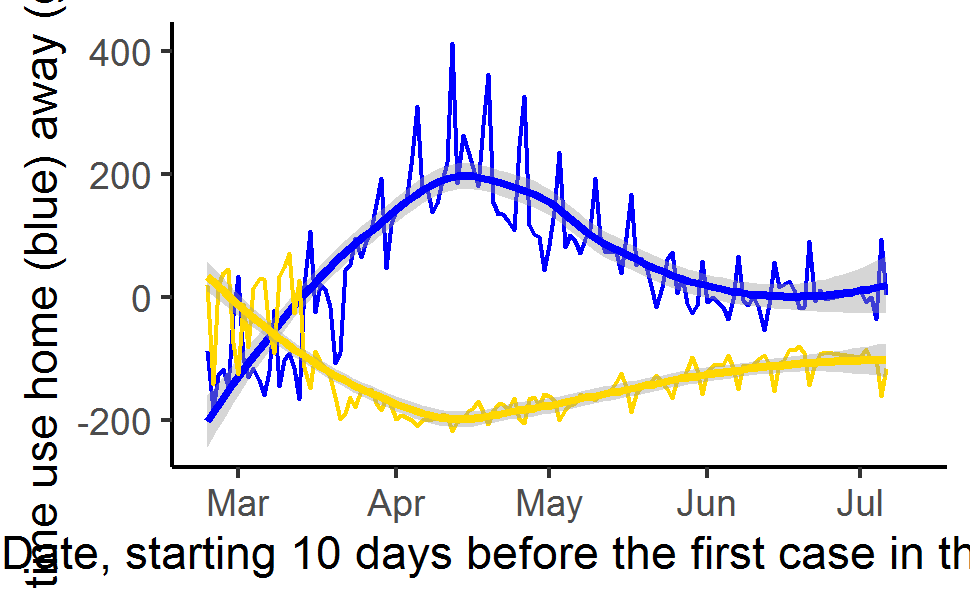 time use home (blue) away (
400
200
0
-200
Mar Apr May Jun Jul
Date, starting 10 days before the first case in th